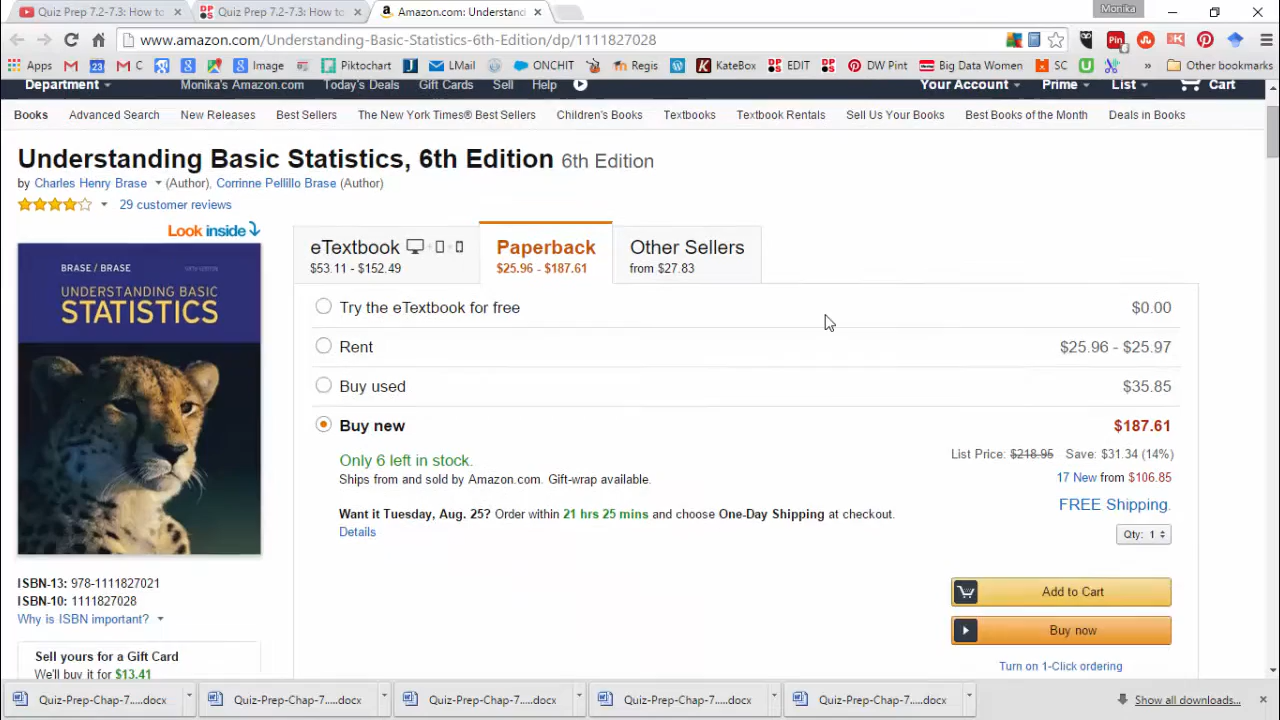 Quiz Prep 7.2-7.3: How to
Quiz Prep 7.2-7.3: How to
Amazon.com: Understandi
Monika
www.amazon.com/Understanding-Basic-Statistics-6th-Edition/dp/1111827028
Apps M 23 M C Image Piktochart LMail ONCHIT Regis KateBox EDIT DW.Pint Big Data Women SC Other bookmarks
Department Monika's Amazon.com Today's Deals Gift Cards Sell Help Your Account Prime List Cart
Books Advanced Search New Releases Best Sellers The New York Times® Best Sellers Children's Books Textbooks Textbook Rentals Sell Us Your Books Best Books of the Month Deals in Books
Understanding Basic Statistics, 6th Edition 6th Edition
by Charles Henry Brase (Author), Corrinne Pellillo Brase (Author)
29 customer reviews
Look inside
BRASE / BRASE
UNDERSTANDING BASIC
STATISTICS
eTextbook
$53.11 - $152.49
Paperback
$25.96 - $187.61
Other Sellers
from $27.83
Try the eTextbook for free $0.00
Rent $25.96 - $25.97
Buy used $35.85
Buy new $187.61
List Price: $218.95 Save: $31.34 (14%)
Only 6 left in stock.
Ships from and sold by Amazon.com. Gift-wrap available.
17 New from $106.85
FREE Shipping.
Want it Tuesday, Aug. 25? Order within 21 hrs 25 mins and choose One-Day Shipping at checkout.
Details
Qty: 1
Add to Cart
Buy now
Turn on 1-Click ordering
ISBN-13: 978-1111827021
ISBN-10: 1111827028
Why is ISBN important?
Sell yours for a Gift Card
We'll buy it for $13.41
Quiz-Prep-Chap-7.....docx Quiz-Prep-Chap-7.....docx Quiz-Prep-Chap-7.....docx Quiz-Prep-Chap-7.....docx Quiz-Prep-Chap-7.....docx Show all downloads...